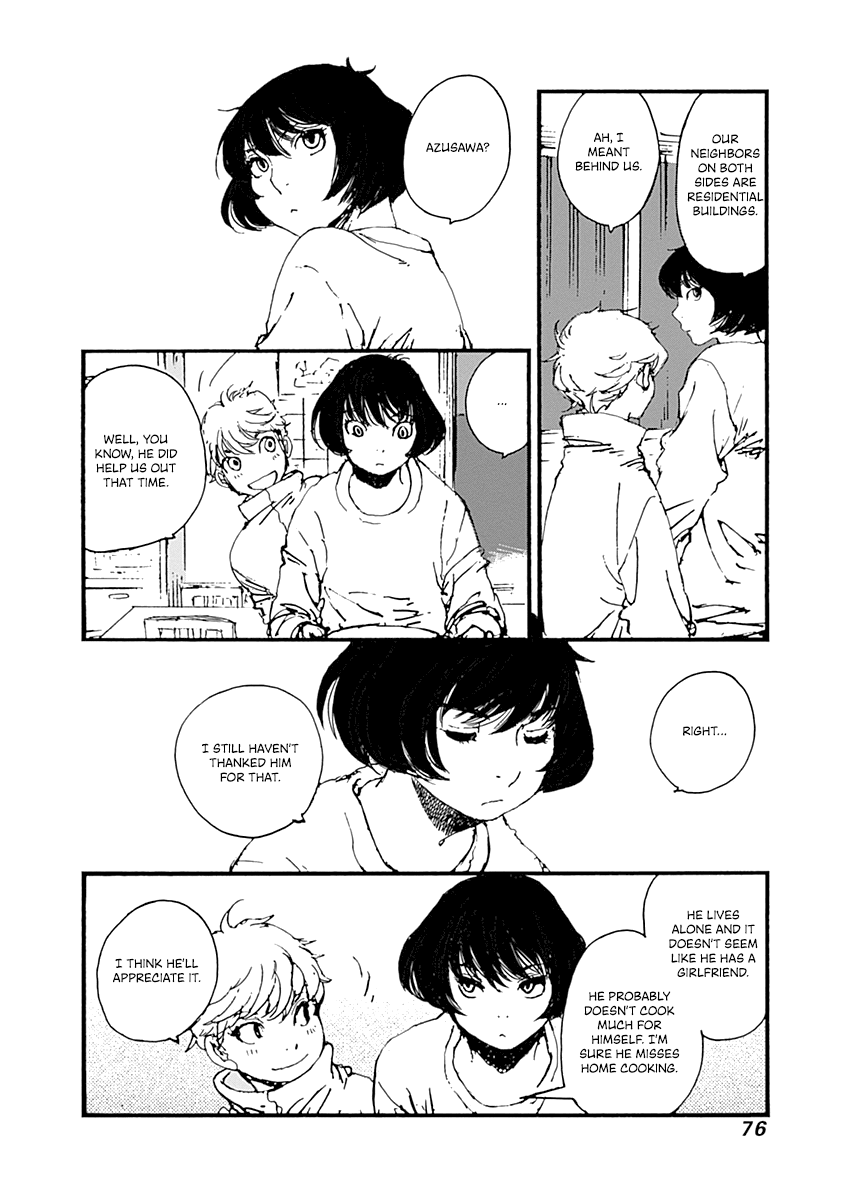 OUR
NEIGHBORS
ON BOTH
SIDES ARE
RESIDENTIAL
BUILDINGS.
AH, I
MEANT
BEHIND US.
AZUSAWA?
...
WELL, YOU
KNOW, HE DID
HELP US OUT
THAT TIME.
RIGHT...
I STILL HAVEN'T
THANKED HIM
FOR THAT.
HE LIVES
ALONE AND IT
DOESN'T SEEM
LIKE HE HAS A
GIRLFRIEND.
HE PROBABLY
DOESN'T COOK
MUCH FOR
HIMSELF. I'M
SURE HE MISSES
HOME COOKING.
I THINK HE'LL
APPRECIATE IT.
76